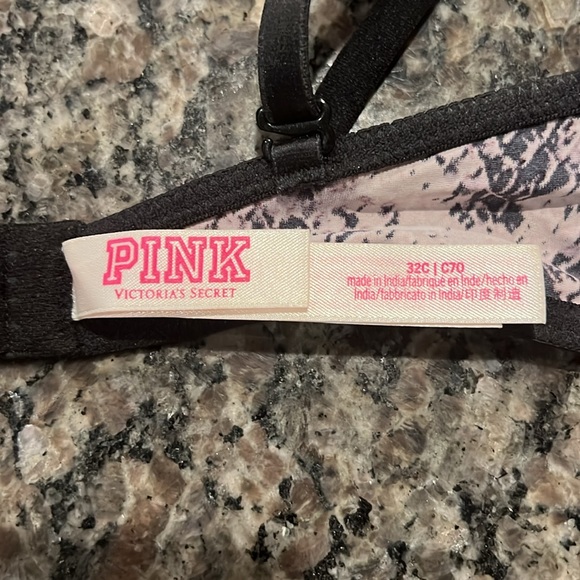 PINK
VICTORIA'S SECRET
32C | C70
made in India/fabriqué en Inde/hecho en
India/fabbricato in India/印度制造